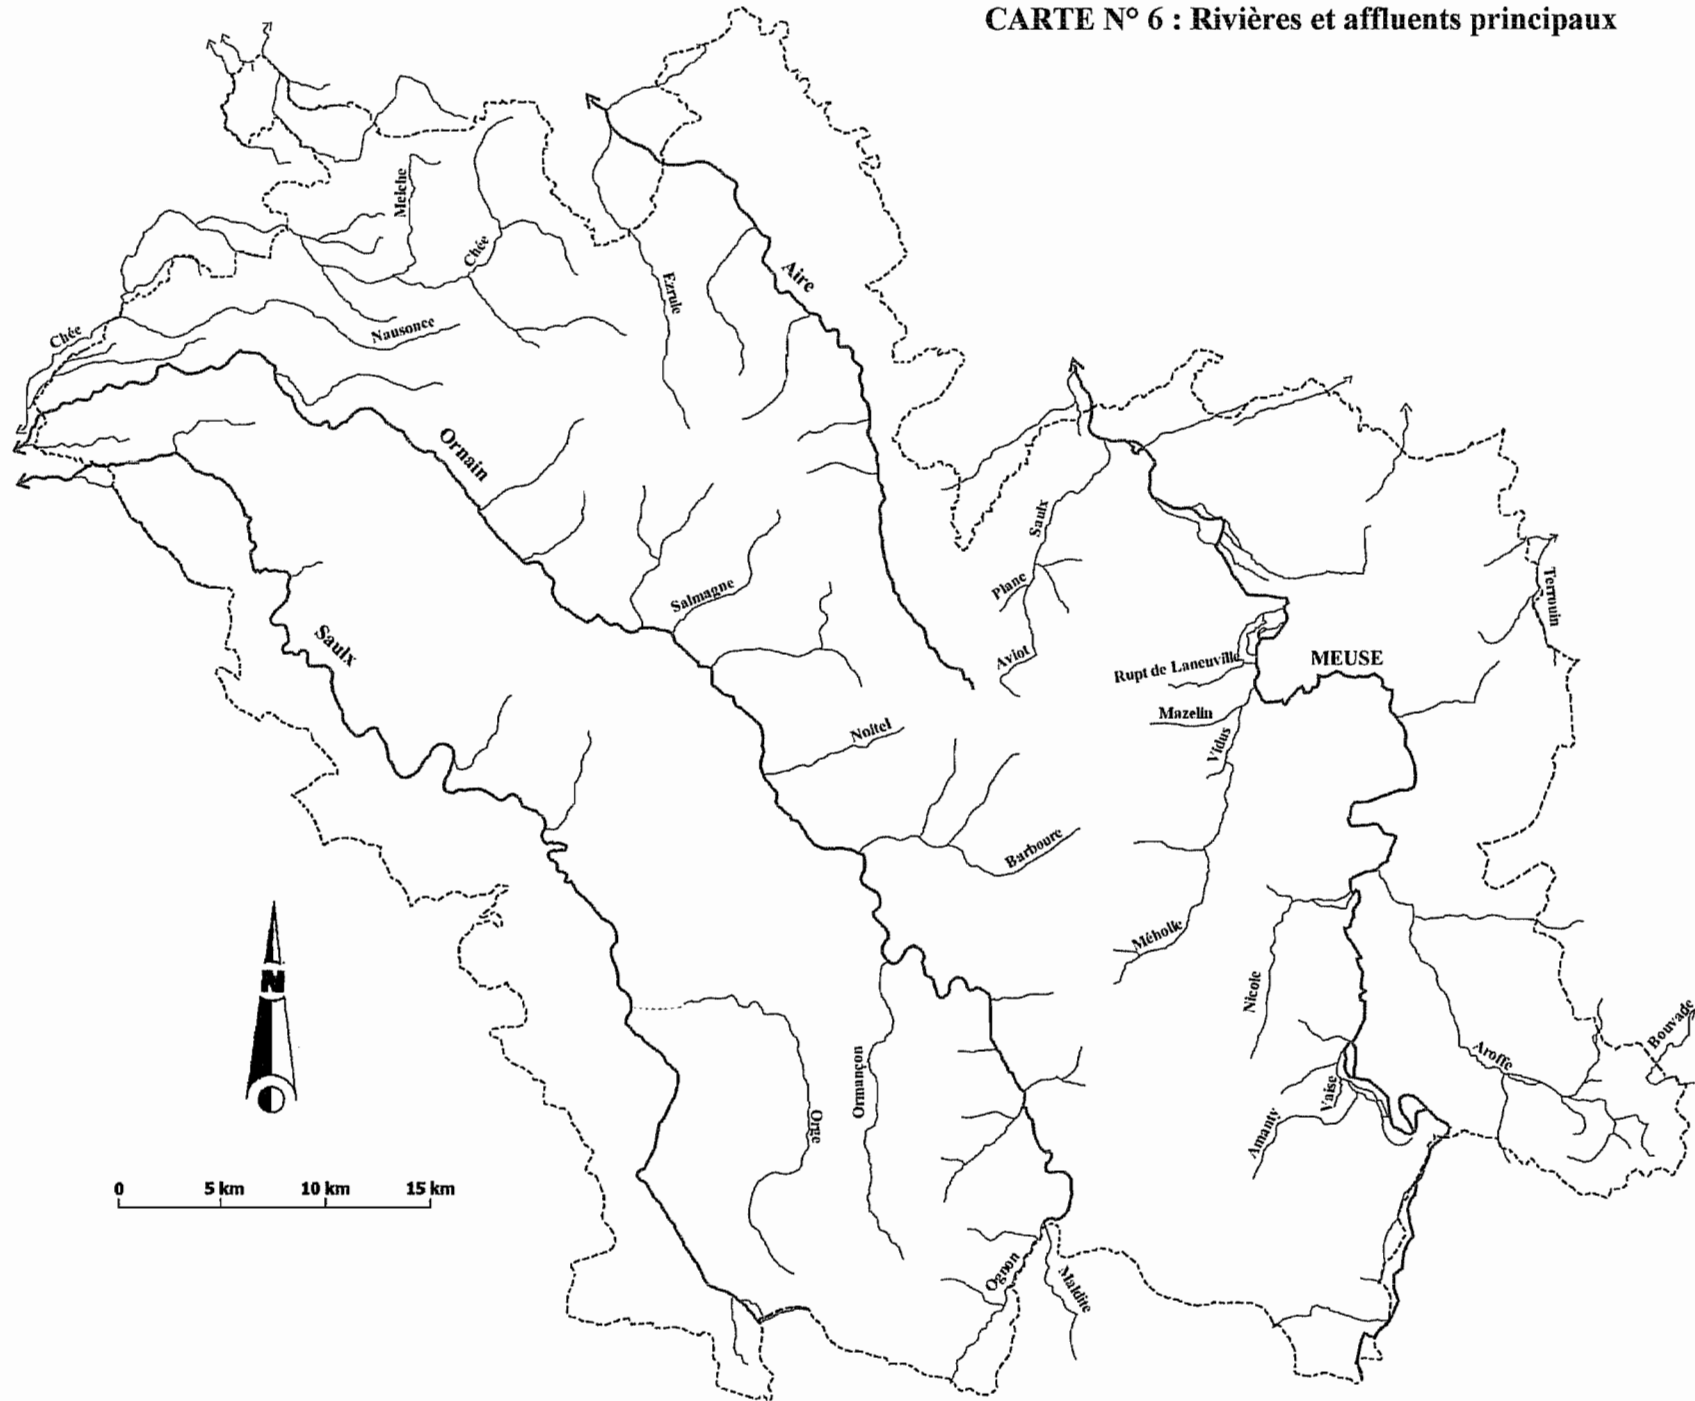 CARTE N° 6 : Rivières et affluents principaux
Melche
Chée
Ezrule
Aire
Chée
Nausonce
Ornain
Saulx
Plane
Terrouin
Salmagne
Saulx
Aviot
Rupt de Laneuville
MEUSE
Mazelin
Vidus
Noitel
Barboure
Méholle
N
Nicole
Bouvade
Aroffe
Ormançon
Orge
Vaise
Amanty
0 5 km 10 km 15 km
Ognon
Maldite